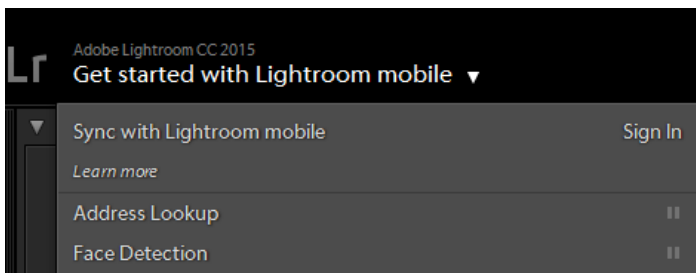 Lr
Adobe Lightroom CC 2015
Get started with Lightroom mobile
Sync with Lightroom mobile Sign In
Learn more
Address Lookup
Face Detection